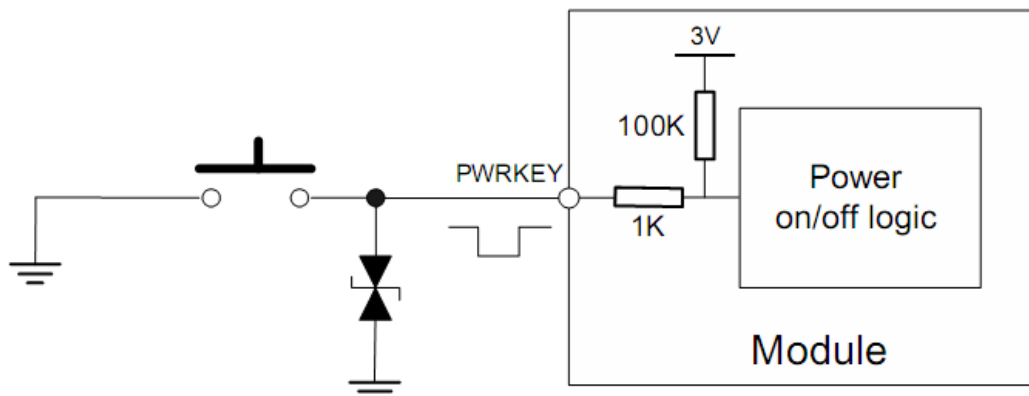 3V
100K
PWRKEY
1K
Power
on/off logic
Module